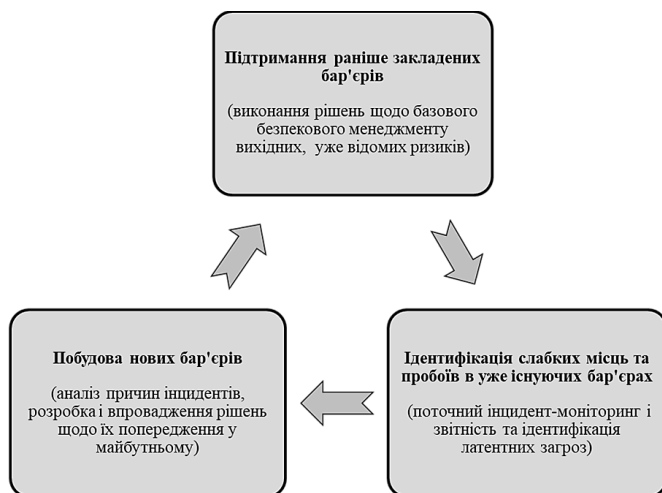 Підтримання раніше закладених
бар'єрів
(виконання рішень щодо базового
безпекового менеджменту
вихідних, уже відомих ризиків)
Побудова нових бар'єрів
(аналіз причин інцидентів,
розробка і впровадження рішень
щодо їх попередження у
майбутньому)
Ідентифікація слабких місць та
пробоїв в уже існуючих бар'єрах
(поточний інцидент-моніторинг і
звітність та ідентифікація
латентних загроз)